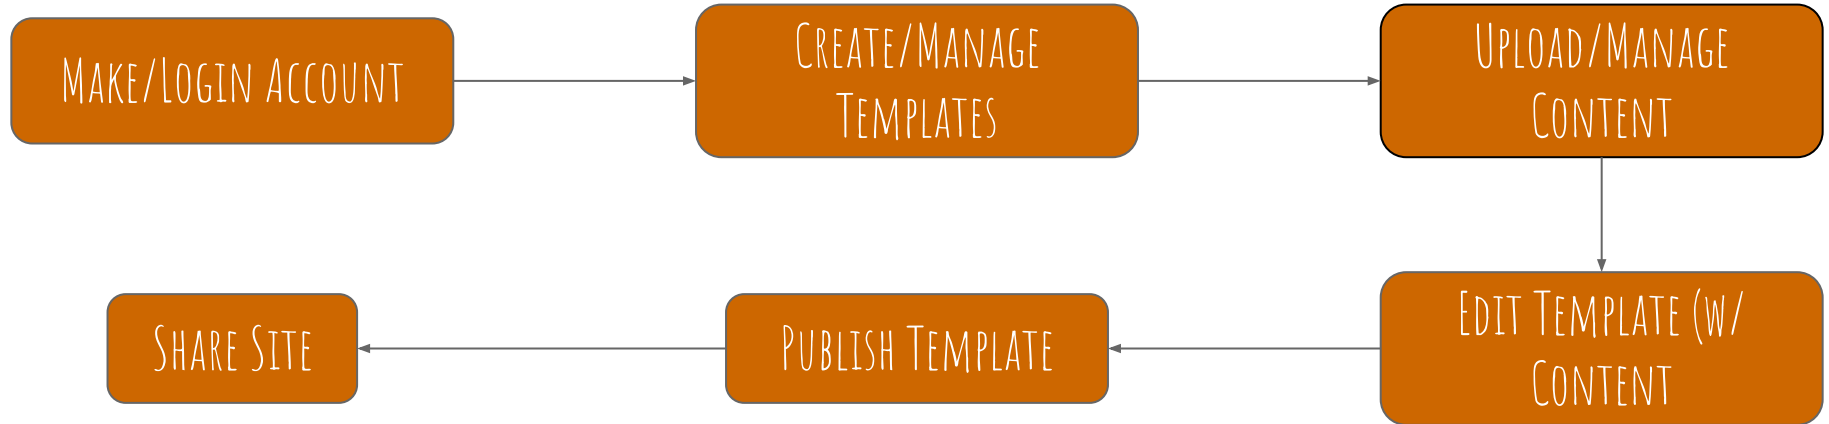 Make/Login Account
Create/Manage
Templates
Upload/Manage
Content
Edit Template (w/
Content
Publish Template
Share Site